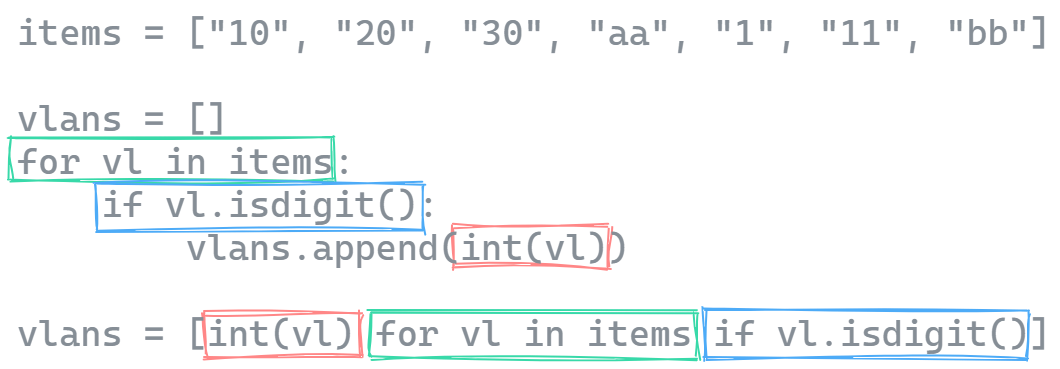 items = ["10", "20", "30", "aa", "1", "11", "bb"]
vlans = []
for vl in items:
    if vl.isdigit():
        vlans.append(int(vl))
vlans = [int(vl) for vl in items if vl.isdigit()]